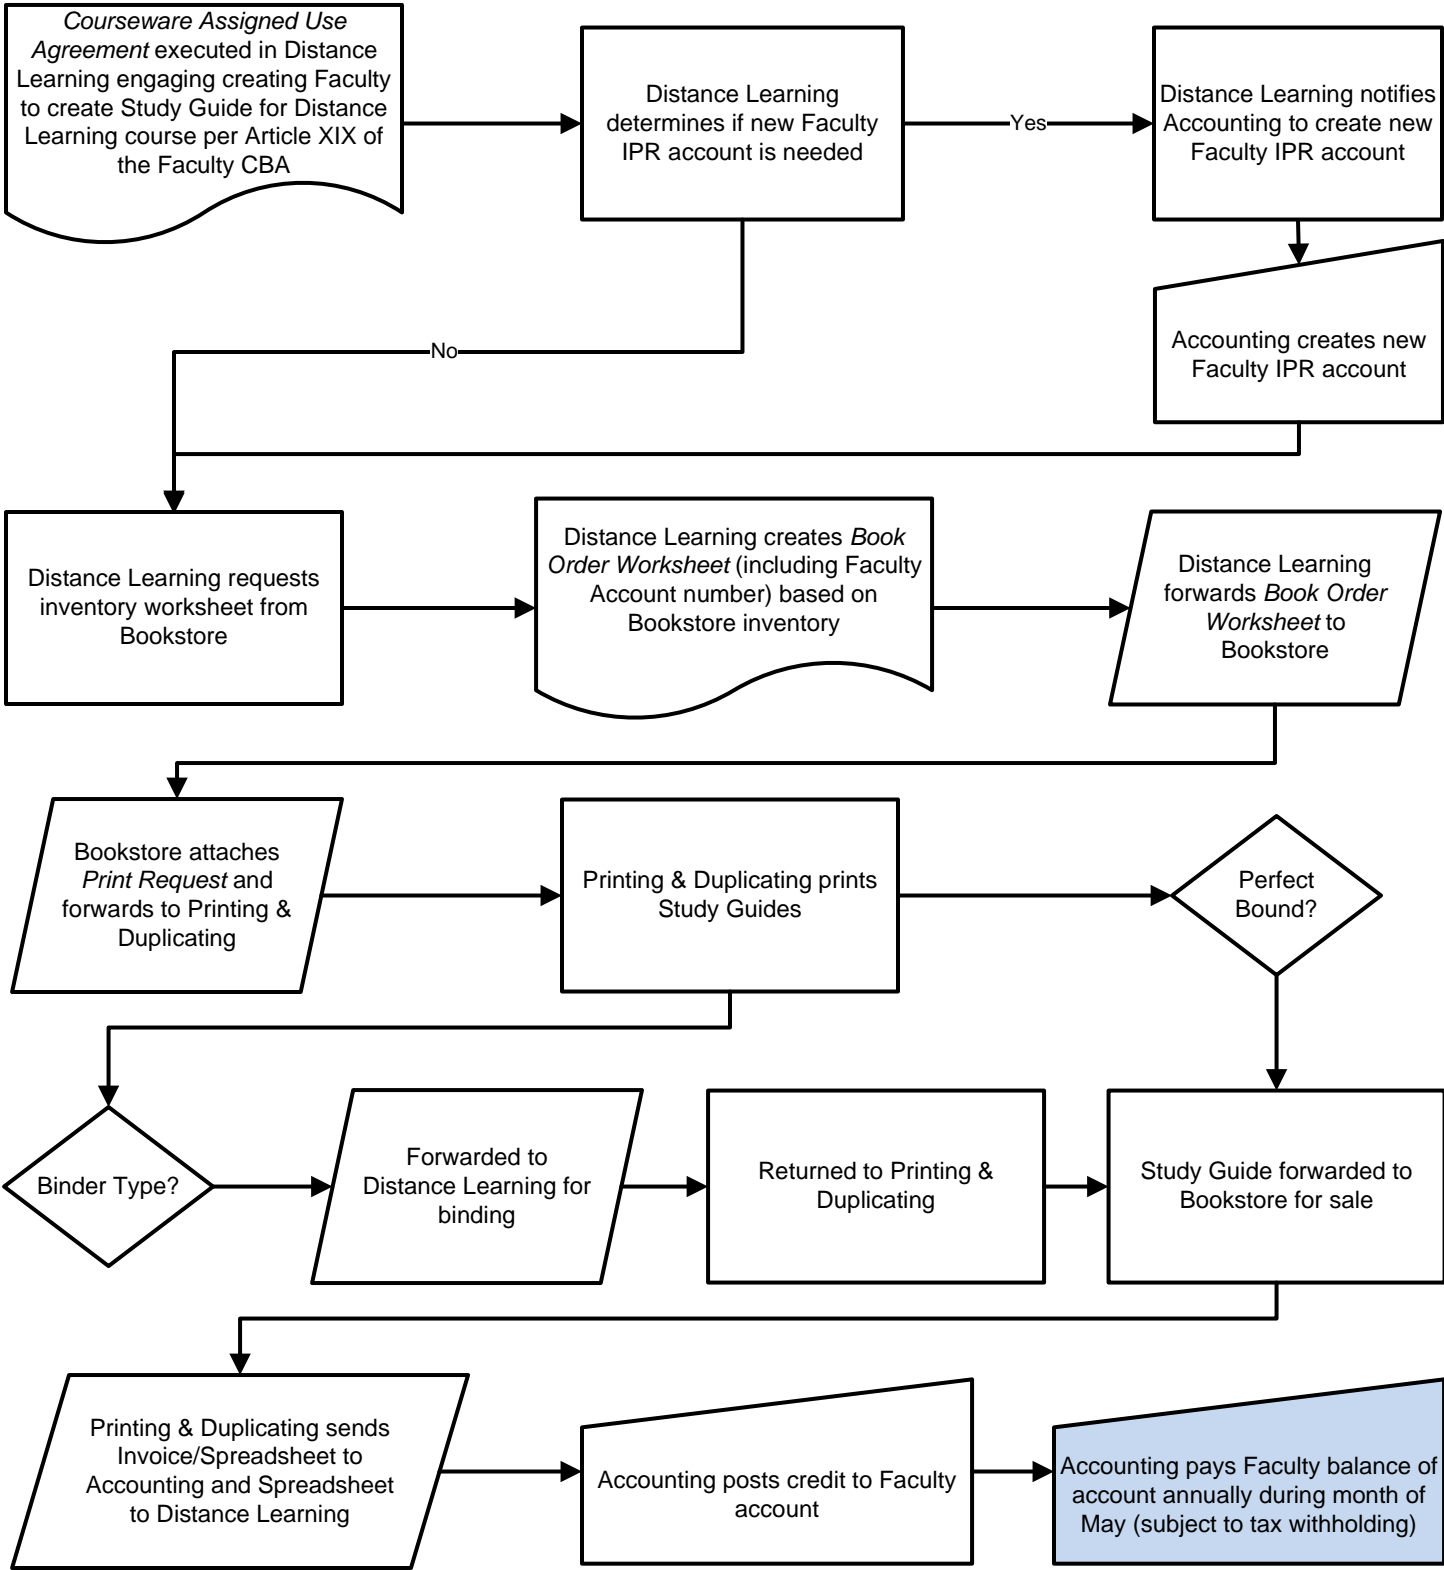 Courseware Assigned Use
Agreement executed in Distance
Learning engaging creating Faculty
to create Study Guide for Distance
Learning course per Article XIX of
the Faculty CBA
Distance Learning
determines if new Faculty
IPR account is needed
Yes
Distance Learning notifies
Accounting to create new
Faculty IPR account
No
Accounting creates new
Faculty IPR account
Distance Learning requests
inventory worksheet from
Bookstore
Distance Learning creates Book
Order Worksheet (including Faculty
Account number) based on
Bookstore inventory
Distance Learning
forwards Book Order
Worksheet to
Bookstore
Bookstore attaches
Print Request and
forwards to Printing &
Duplicating
Printing & Duplicating prints
Study Guides
Perfect
Bound?
Binder Type?
Forwarded to
Distance Learning for
binding
Returned to Printing &
Duplicating
Study Guide forwarded to
Bookstore for sale
Printing & Duplicating sends
Invoice/Spreadsheet to
Accounting and Spreadsheet
to Distance Learning
Accounting posts credit to Faculty
account
Accounting pays Faculty balance of
account annually during month of
May (subject to tax withholding)